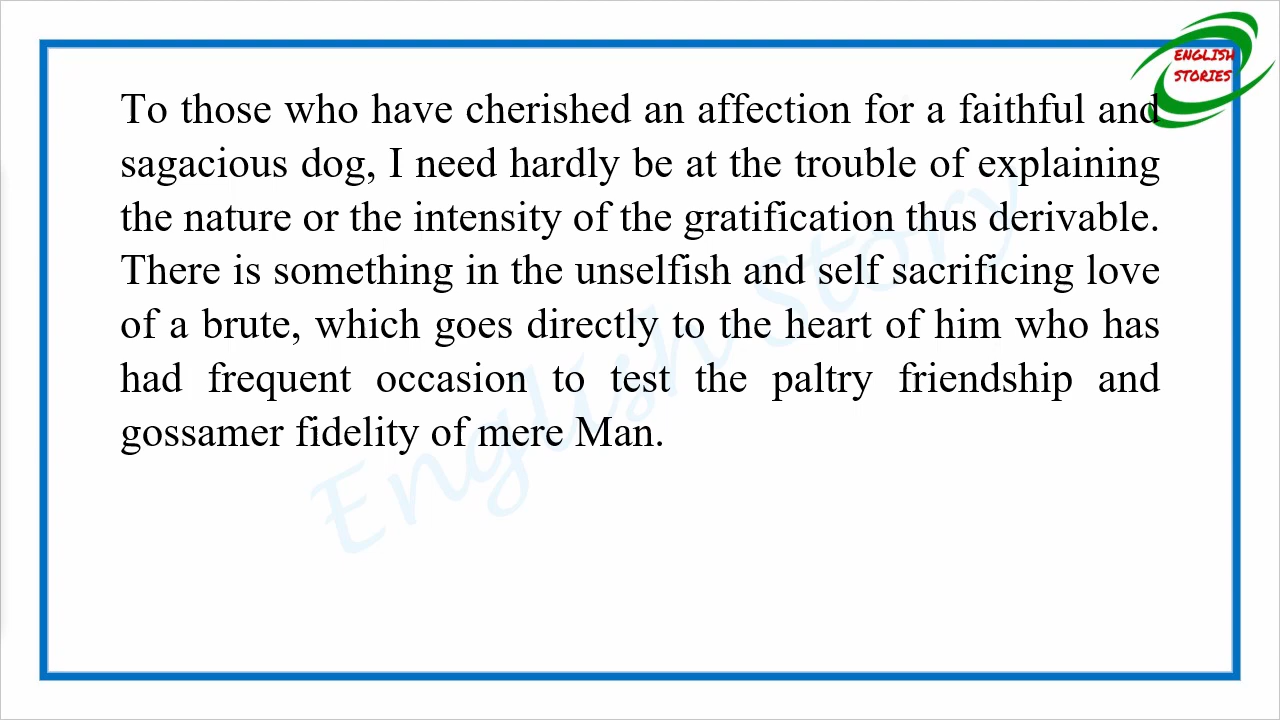 ENGLISH
STORIES
To those who have cherished an affection for a faithful and
sagacious dog, I need hardly be at the trouble of explaining
the nature or the intensity of the gratification thus derivable.
There is something in the unselfish and self sacrificing love
of a brute, which goes directly to the heart of him who has
had frequent occasion to test the paltry friendship and
gossamer fidelity of mere Man.
English Story